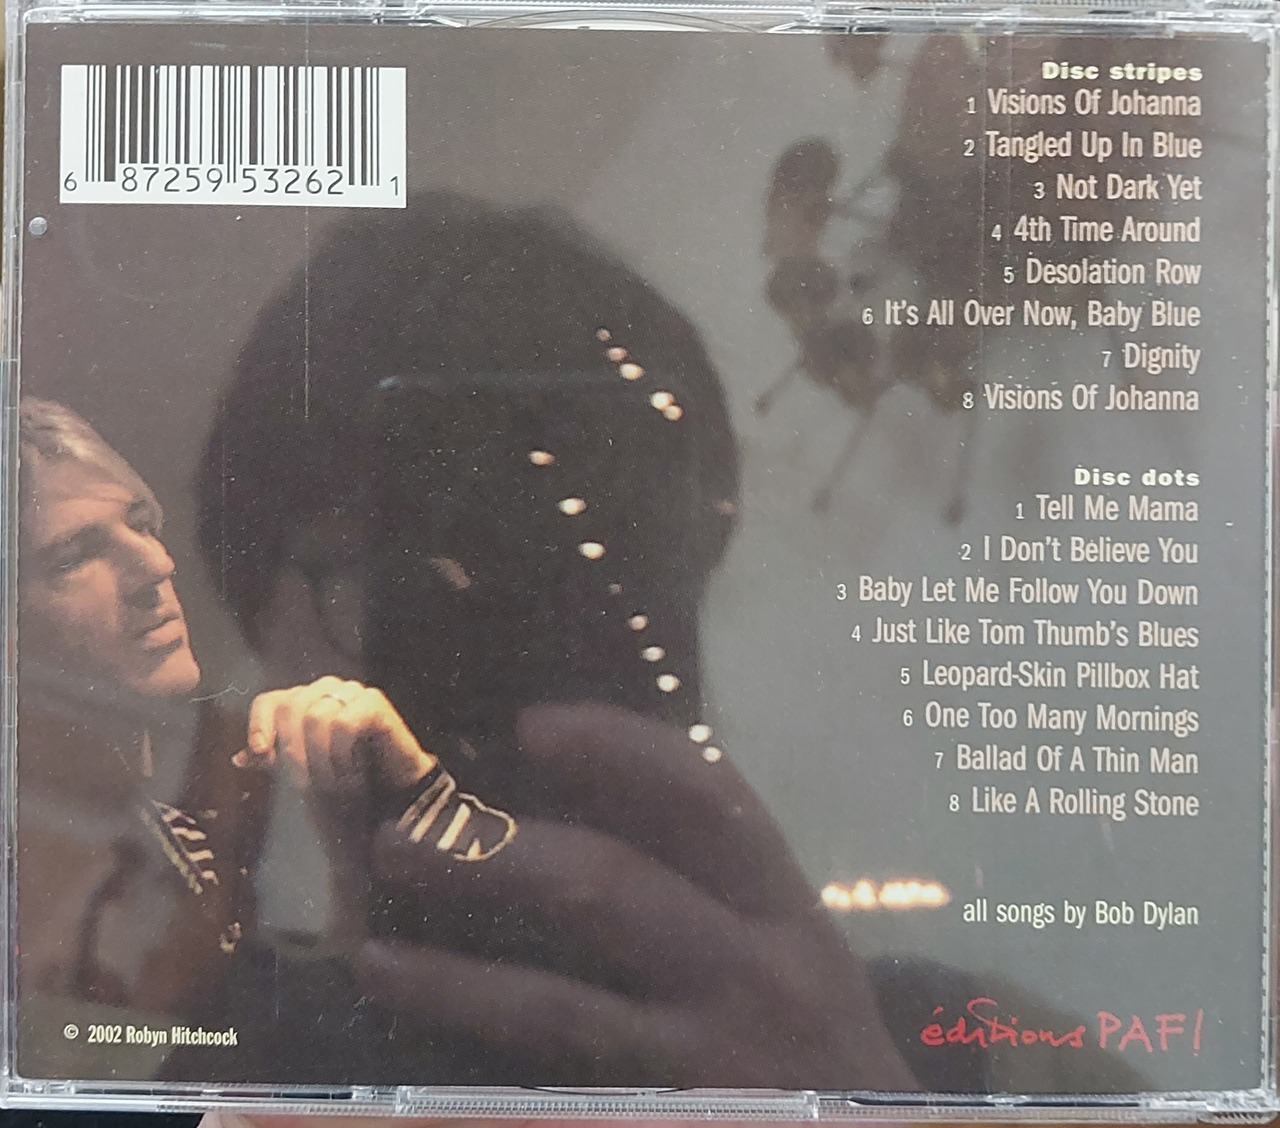 6 87259 53262 1
Disc stripes
1 Visions Of Johanna
2 Tangled Up In Blue
3 Not Dark Yet
4 4th Time Around
5 Desolation Row
6 It's All Over Now, Baby Blue
7 Dignity
8 Visions Of Johanna
Disc dots
1 Tell Me Mama
2 I Don't Believe You
3 Baby Let Me Follow You Down
4 Just Like Tom Thumb's Blues
5 Leopard-Skin Pillbox Hat
6 One Too Many Mornings
7 Ballad Of A Thin Man
8 Like A Rolling Stone
all songs by Bob Dylan
© 2002 Robyn Hitchcock
éditions PAF!